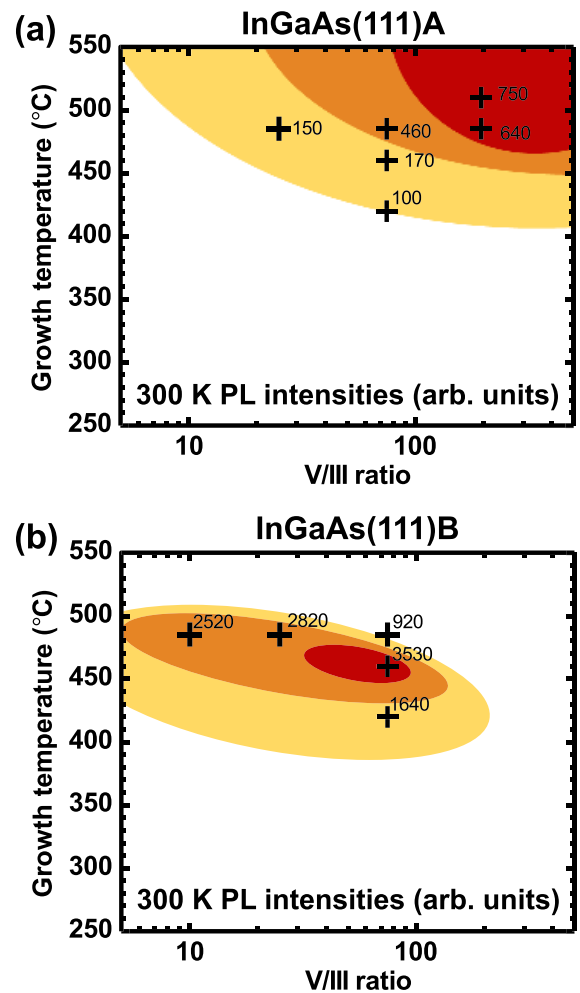 (a)
InGaAs(111)A
550
500
450
400
350
300
250
Growth temperature (°C)
750
150
460
640
170
100
300 K PL intensities (arb. units)
10
100
V/III ratio
(b)
InGaAs(111)B
550
500
450
400
350
300
250
Growth temperature (°C)
2520
2820
920
3530
1640
300 K PL intensities (arb. units)
10
100
V/III ratio